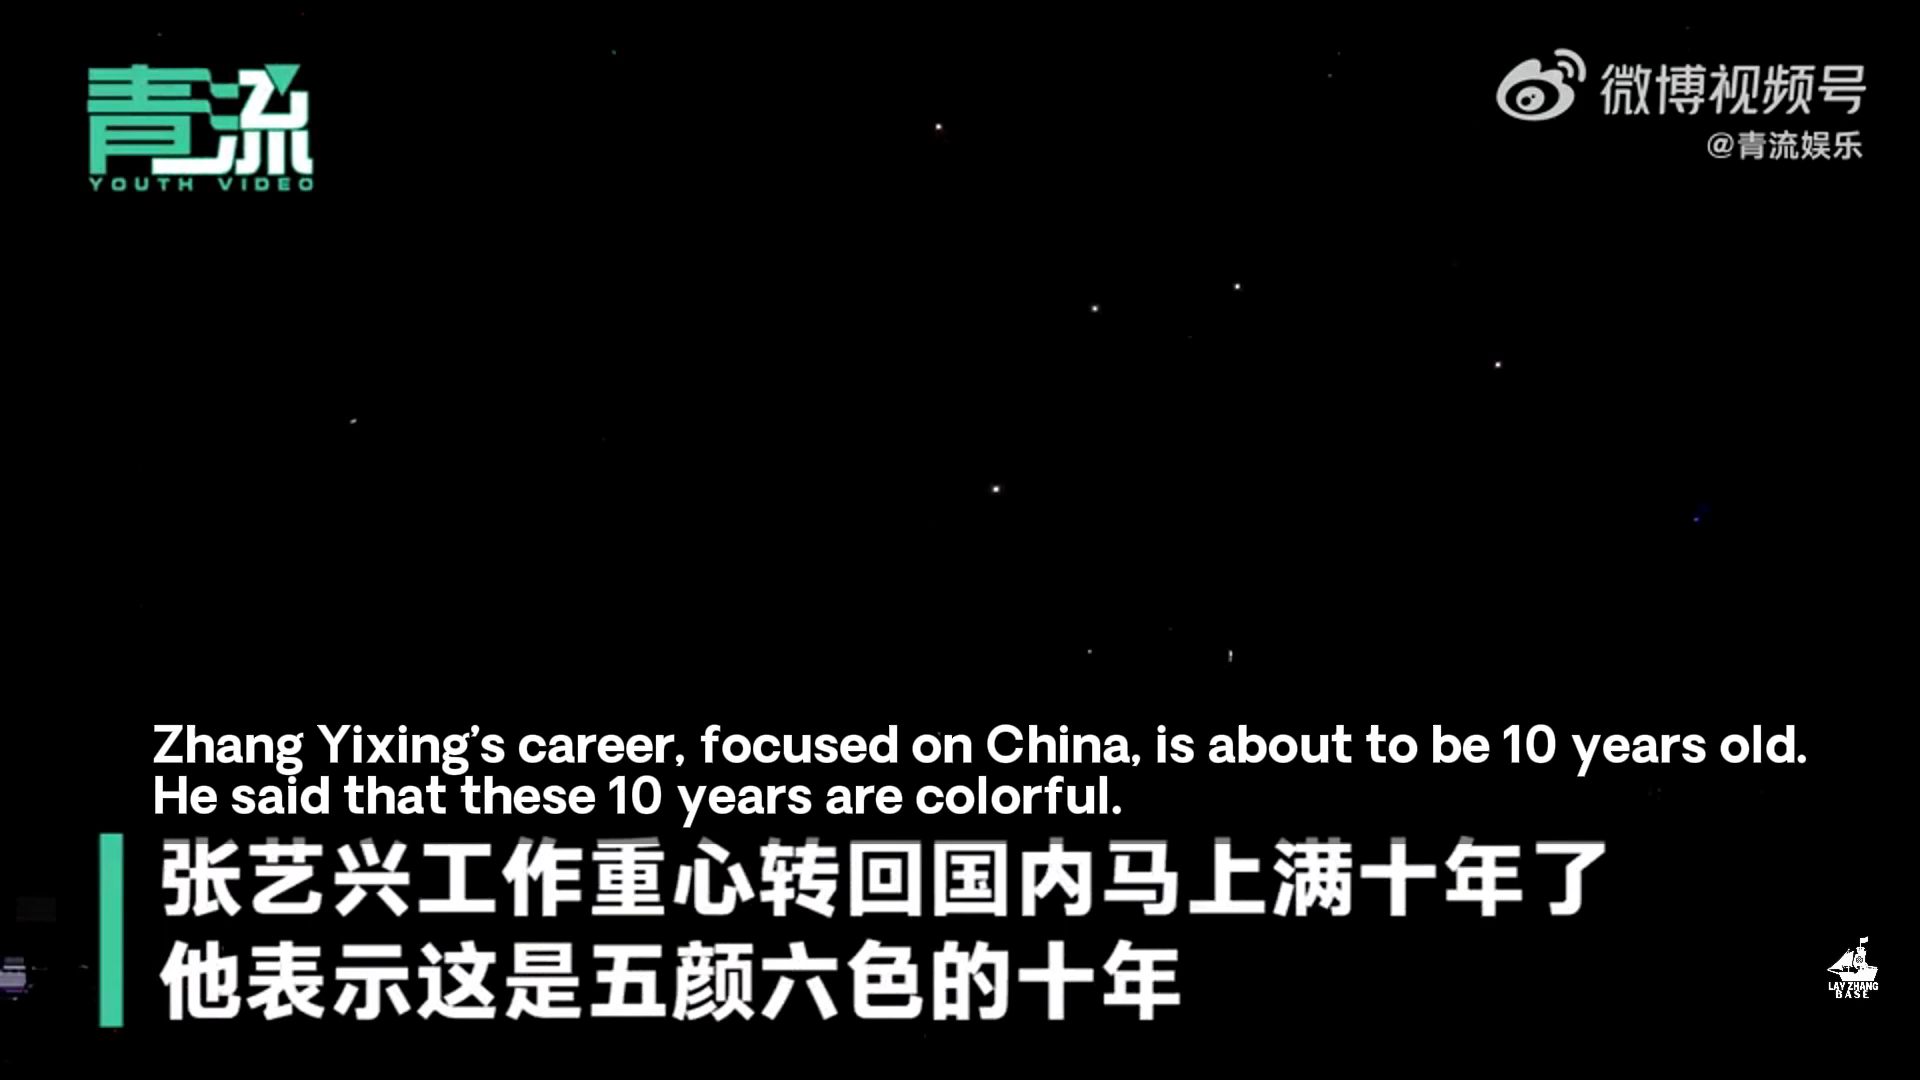 青流
YOUTH VIDEO
微博视频号
@青流娱乐
Zhang Yixing’s career, focused on China, is about to be 10 years old.
He said that these 10 years are colorful.
张艺兴工作重心转回国内马上满十年了
他表示这是五颜六色的十年
LAY ZHANG
BASE